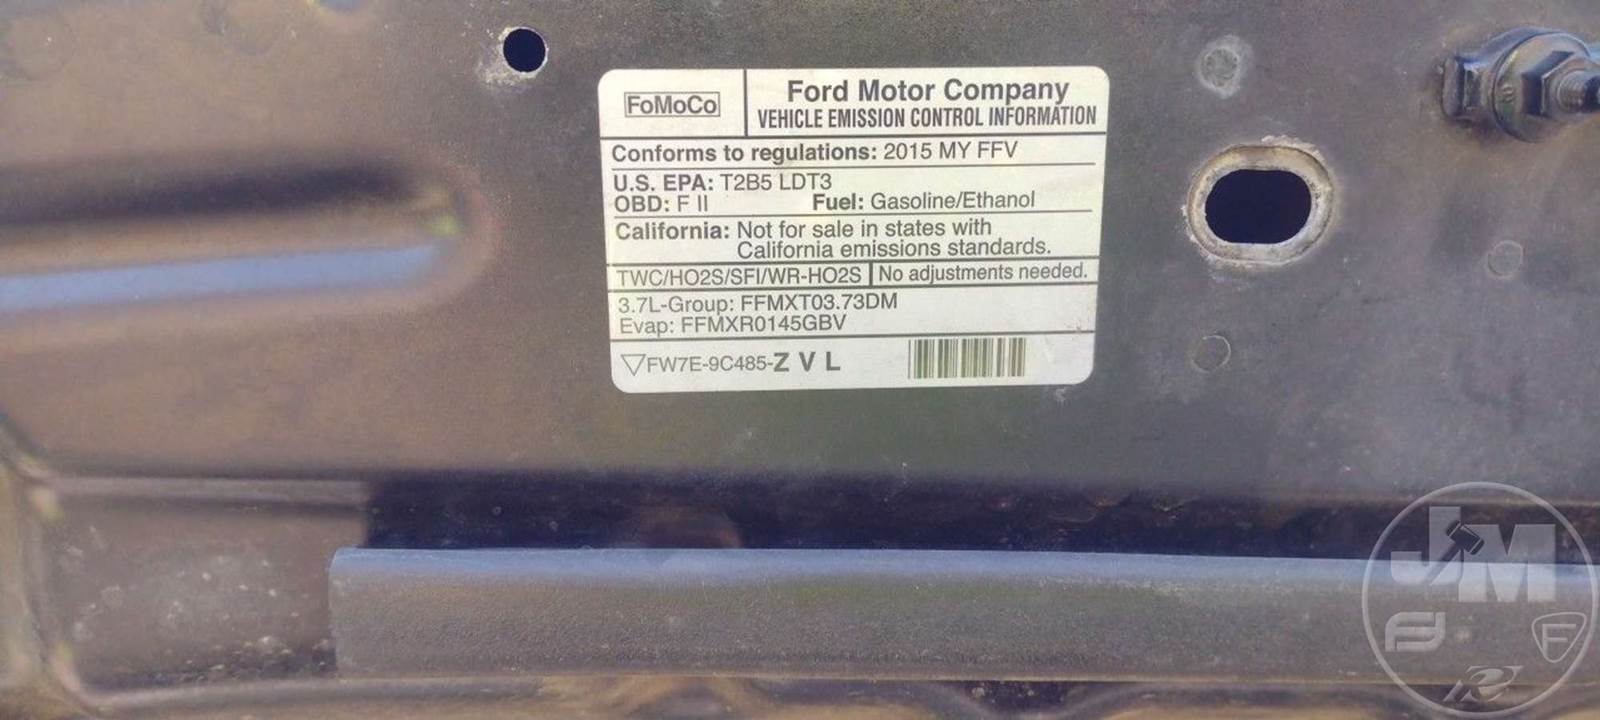 FoMoCo
Ford Motor Company
VEHICLE EMISSION CONTROL INFORMATION
Conforms to regulations: 2015 MY FFV
U.S. EPA: T2B5 LDT3
OBD: F II Fuel: Gasoline/Ethanol
California: Not for sale in states with
California emissions standards.
TWC/HO2S/SFI/WR-HO2S No adjustments needed.
3.7L-Group: FFMXT03.73DM
Evap: FFMXR0145GBV
FW7E-9C485-Z V L
JM